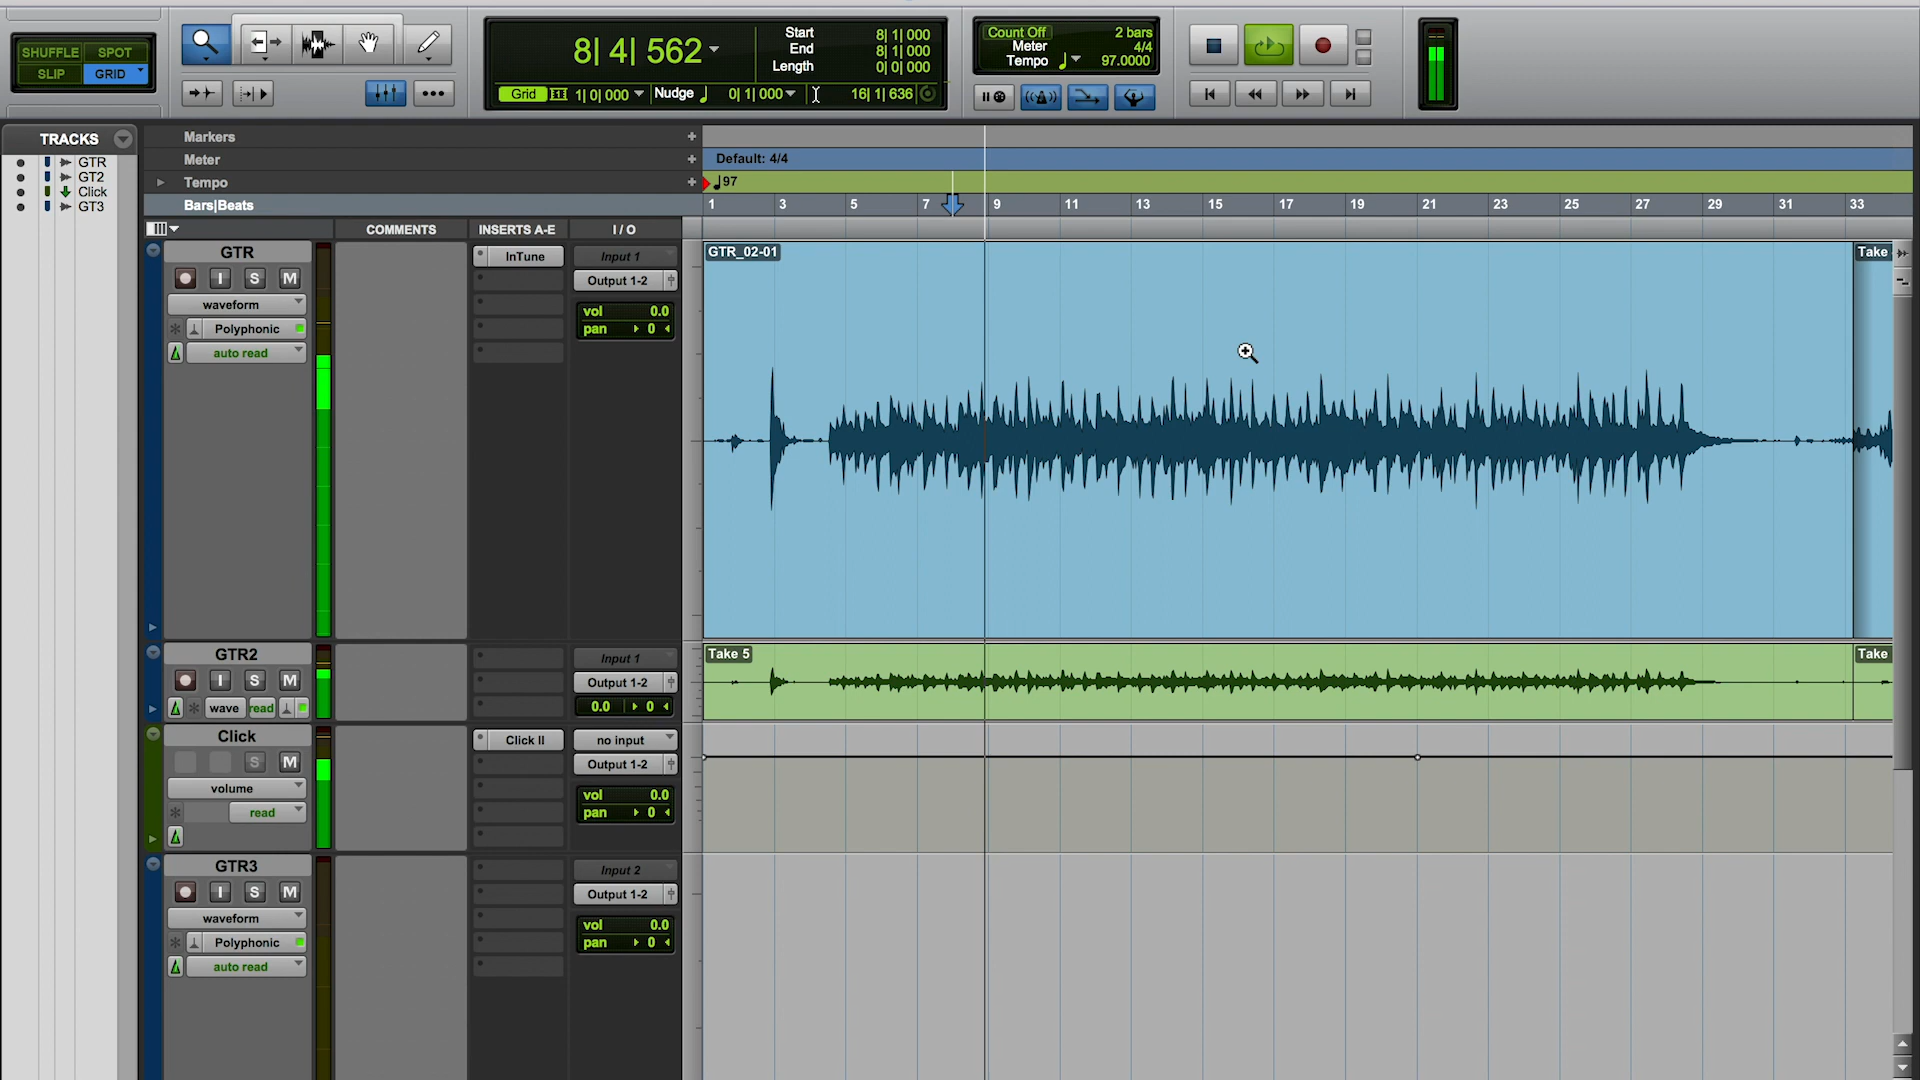 SHUFFLE SPOT
SLIP GRID
8| 4| 562
Start 8| 1| 000
End 8| 1| 000
Length 0| 0| 000
Grid 1| 0| 000 Nudge 0| 1| 000 16| 1| 636
Count Off 2 bars
Meter 4/4
Tempo 97.0000
TRACKS
GTR
GT2
Click
GT3
Markers
Meter Default: 4/4
Tempo 97
Bars|Beats 1 3 5 7 9 11 13 15 17 19 21 23 25 27 29 31 33
COMMENTS INSERTS A-E I / O
GTR InTune Input 1 GTR_02-01 Take
I S M Output 1-2
waveform vol 0.0
Polyphonic pan 0
auto read
GTR2 Input 1 Take 5 Take
I S M Output 1-2
wave read 0.0 0
Click Click II no input
S M Output 1-2
volume vol 0.0
read pan 0
GTR3 Input 2
I S M Output 1-2
waveform vol 0.0
Polyphonic pan 0
auto read